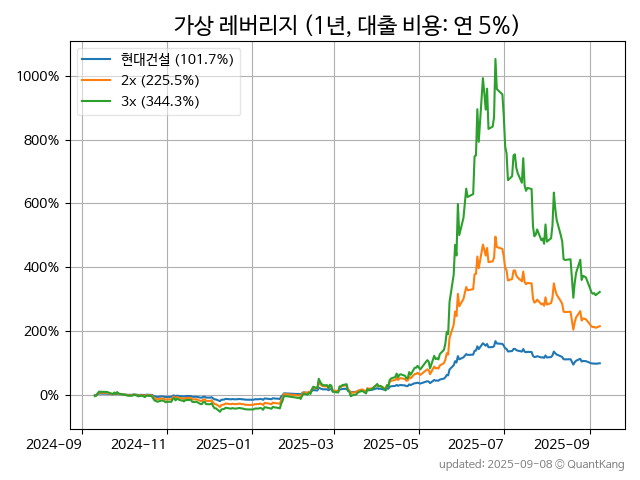 가상 레버리지 (1년, 대출 비용: 연 5%)
현대건설 (101.7%)
2x (225.5%)
3x (344.3%)
1000%
800%
600%
400%
200%
0%
2024-09 2024-11 2025-01 2025-03 2025-05 2025-07 2025-09
updated: 2025-09-08 © QuantKang